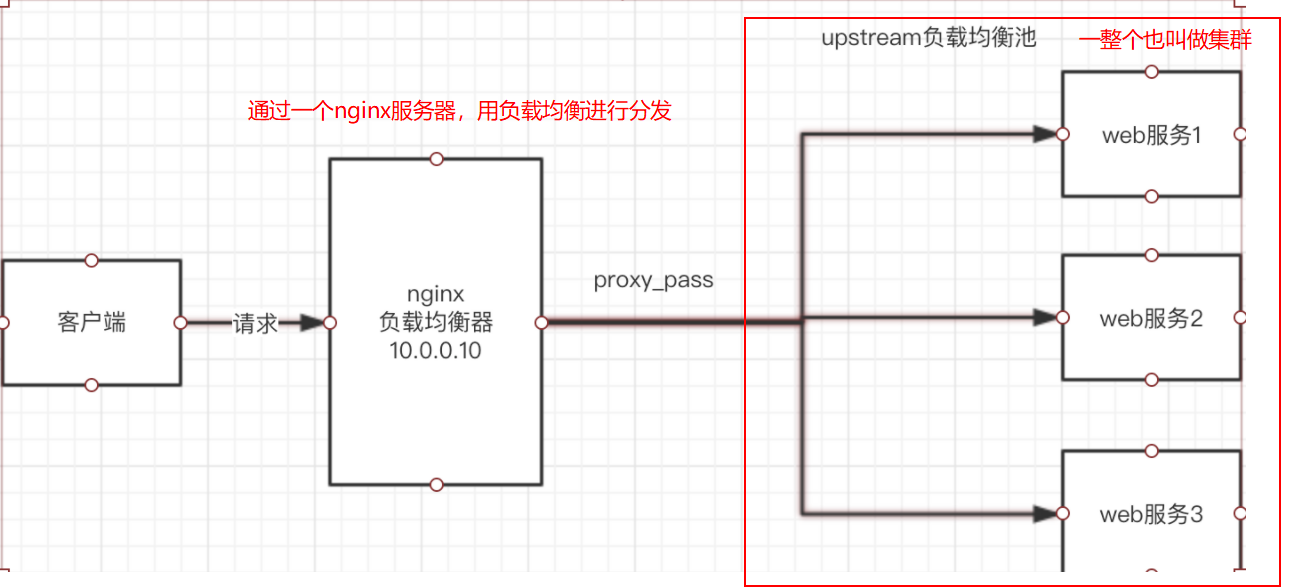 upstream负载均衡池
一整个也叫做集群
通过一个nginx服务器，用负载均衡进行分发
web服务1
客户端
请求
nginx
负载均衡器
10.0.0.10
proxy_pass
web服务2
web服务3